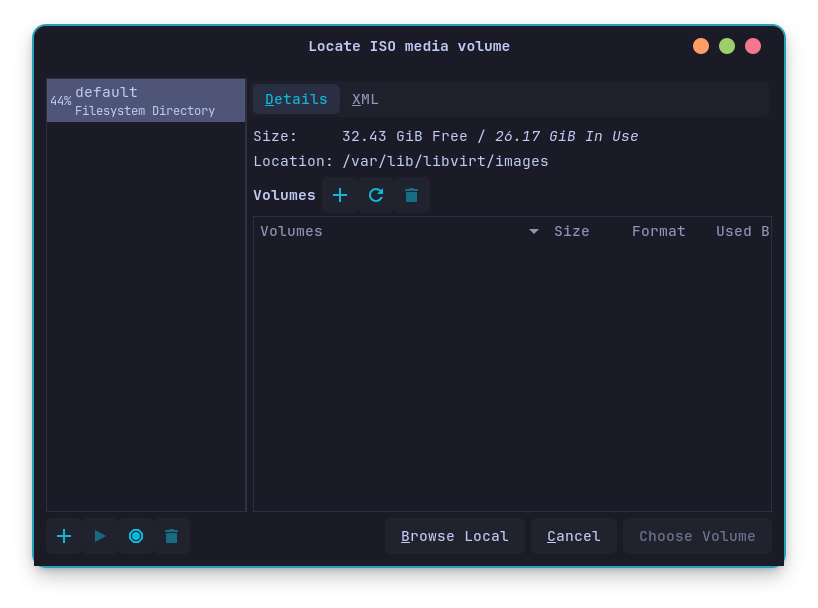 Locate ISO media volume
44%
default
Filesystem Directory
Details XML
Size: 32.43 GiB Free / 26.17 GiB In Use
Location: /var/lib/libvirt/images
Volumes
Volumes Size Format Used B
Browse Local Cancel Choose Volume